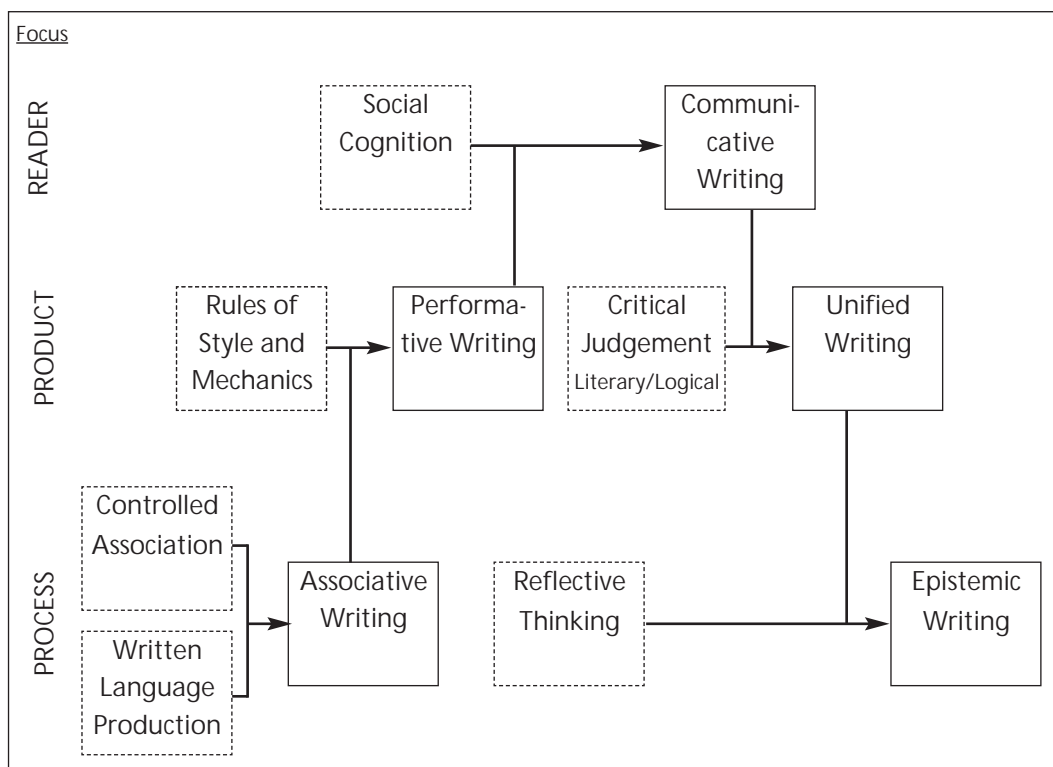 Focus
READER
Social
Cognition
Communi-
cative
Writing
PRODUCT
Rules of
Style and
Mechanics
Performa-
tive Writing
Critical
Judgement
Literary/Logical
Unified
Writing
PROCESS
Controlled
Association
Written
Language
Production
Associative
Writing
Reflective
Thinking
Epistemic
Writing